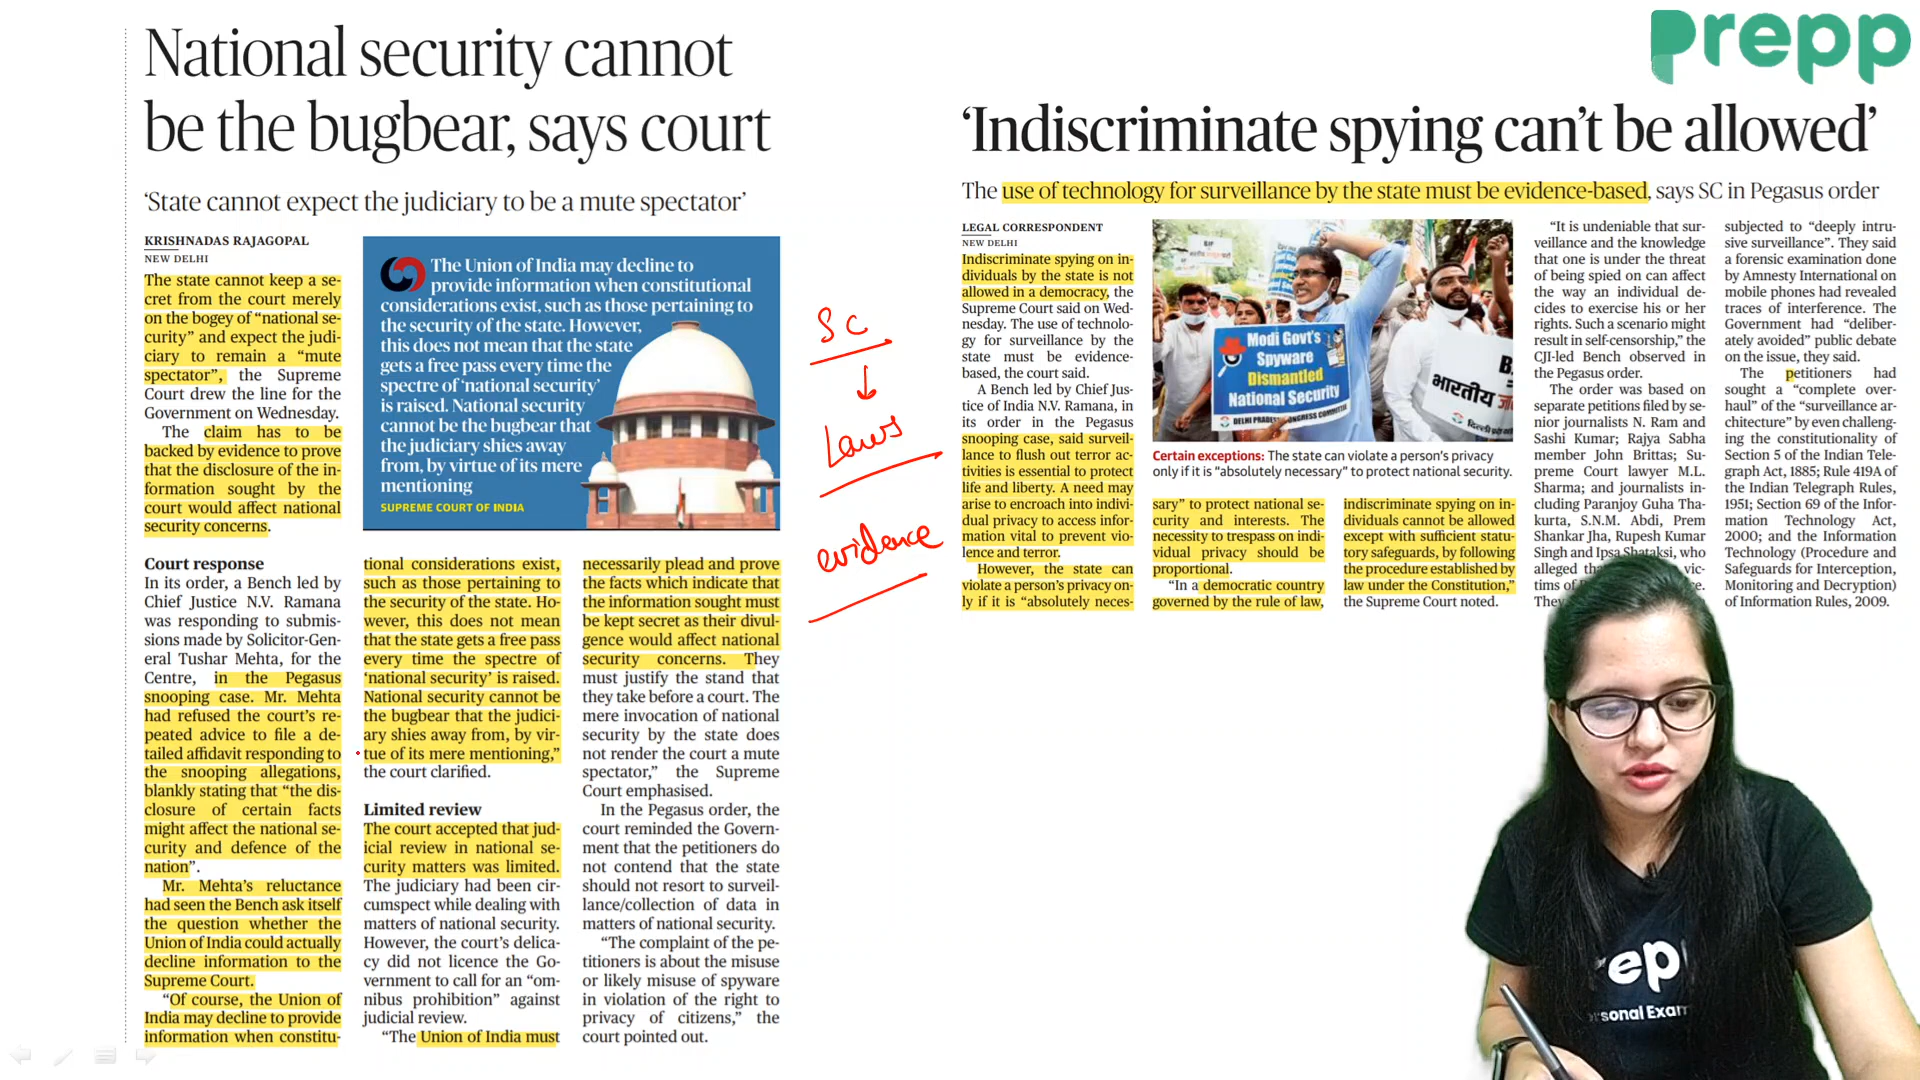 National security cannot
be the bugbear, says court
‘State cannot expect the judiciary to be a mute spectator’
KRISHNADAS RAJAGOPAL
NEW DELHI
The state cannot keep a se-
cret from the court merely
on the bogey of “national se-
curity” and expect the judi-
ciary to remain a “mute
spectator”, the Supreme
Court drew the line for the
Government on Wednesday.
The claim has to be
backed by evidence to prove
that the disclosure of the in-
formation sought by the
court would affect national
security concerns.
Court response
In its order, a Bench led by
Chief Justice N.V. Ramana
was responding to submis-
sions made by Solicitor-Gen-
eral Tushar Mehta, for the
Centre, in the Pegasus
snooping case. Mr. Mehta
had refused the court’s re-
peated advice to file a de-
tailed affidavit responding to
the snooping allegations,
blankly stating that “the dis-
closure of certain facts
might affect the national se-
curity and defence of the
nation”.
Mr. Mehta’s reluctance
had seen the Bench ask itself
the question whether the
Union of India could actually
decline information to the
Supreme Court.
“Of course, the Union of
India may decline to provide
information when constitu-
The Union of India may decline to
provide information when constitutional
considerations exist, such as those pertaining to
the security of the state. However,
this does not mean that the state
gets a free pass every time the
spectre of ‘national security’
is raised. National security
cannot be the bugbear that
the judiciary shies away
from, by virtue of its mere
mentioning
SUPREME COURT OF INDIA
tional considerations exist,
such as those pertaining to
the security of the state. Ho-
wever, this does not mean
that the state gets a free pass
every time the spectre of
‘national security’ is raised.
National security cannot be
the bugbear that the judici-
ary shies away from, by vir-
tue of its mere mentioning,”
the court clarified.
Limited review
The court accepted that jud-
icial review in national se-
curity matters was limited.
The judiciary had been cir-
cumspect while dealing with
matters of national security.
However, the court’s delica-
cy did not licence the Go-
vernment to call for an “om-
nibus prohibition” against
judicial review.
“The Union of India must
necessarily plead and prove
the facts which indicate that
the information sought must
be kept secret as their divul-
gence would affect national
security concerns. They
must justify the stand that
they take before a court. The
mere invocation of national
security by the state does
not render the court a mute
spectator,” the Supreme
Court emphasised.
In the Pegasus order, the
court reminded the Govern-
ment that the petitioners do
not contend that the state
should not resort to surveil-
lance/collection of data in
matters of national security.
“The complaint of the pe-
titioners is about the misuse
or likely misuse of spyware
in violation of the right to
privacy of citizens,” the
court pointed out.
SC
Laws
evidence
prepp
‘Indiscriminate spying can’t be allowed’
The use of technology for surveillance by the state must be evidence-based, says SC in Pegasus order
LEGAL CORRESPONDENT
NEW DELHI
Indiscriminate spying on in-
dividuals by the state is not
allowed in a democracy, the
Supreme Court said on Wed-
nesday. The use of technolo-
gy for surveillance by the
state must be evidence-
based, the court said.
A Bench led by Chief Jus-
tice of India N.V. Ramana, in
its order in the Pegasus
snooping case, said surveil-
lance to flush out terror ac-
tivities is essential to protect
life and liberty. A need may
arise to encroach into indivi-
dual privacy to access infor-
mation vital to prevent vio-
lence and terror.
However, the state can
violate a person’s privacy on-
ly if it is “absolutely neces-
Modi Govt's
Spyware
Dismantled
National Security
DELHI PRADESH CONGRESS COMMITTEE
भारतीय
Certain exceptions: The state can violate a person’s privacy
only if it is “absolutely necessary” to protect national security.
sary” to protect national se-
curity and interests. The
necessity to trespass on indi-
vidual privacy should be
proportional.
“In a democratic country
governed by the rule of law,
indiscriminate spying on in-
dividuals cannot be allowed
except with sufficient statu-
tory safeguards, by following
the procedure established by
law under the Constitution,”
the Supreme Court noted.
“It is undeniable that sur-
veillance and the knowledge
that one is under the threat
of being spied on can affect
the way an individual de-
cides to exercise his or her
rights. Such a scenario might
result in self-censorship,” the
CJI-led Bench observed in
the Pegasus order.
The order was based on
separate petitions filed by se-
nior journalists N. Ram and
Sashi Kumar; Rajya Sabha
member John Brittas; Su-
preme Court lawyer M.L.
Sharma; and journalists in-
cluding Paranjoy Guha Tha-
kurta, S.N.M. Abdi, Prem
Shankar Jha, Rupesh Kumar
Singh and Ipsa Shataksi, who
alleged vic-
tims of
They
subjected to “deeply intru-
sive surveillance”. They said
a forensic examination done
by Amnesty International on
mobile phones had revealed
traces of interference. The
Government had “deliber-
ately avoided” public debate
on the issue, they said.
The petitioners had
sought a “complete over-
haul” of the “surveillance ar-
chitecture” by even challeng-
ing the constitutionality of
Section 5 of the Indian Tele-
graph Act, 1885; Rule 419A of
the Indian Telegraph Rules,
1951; Section 69 of the Infor-
mation Technology Act,
2000; and the Information
Technology (Procedure and
Safeguards for Interception,
Monitoring and Decryption)
of Information Rules, 2009.